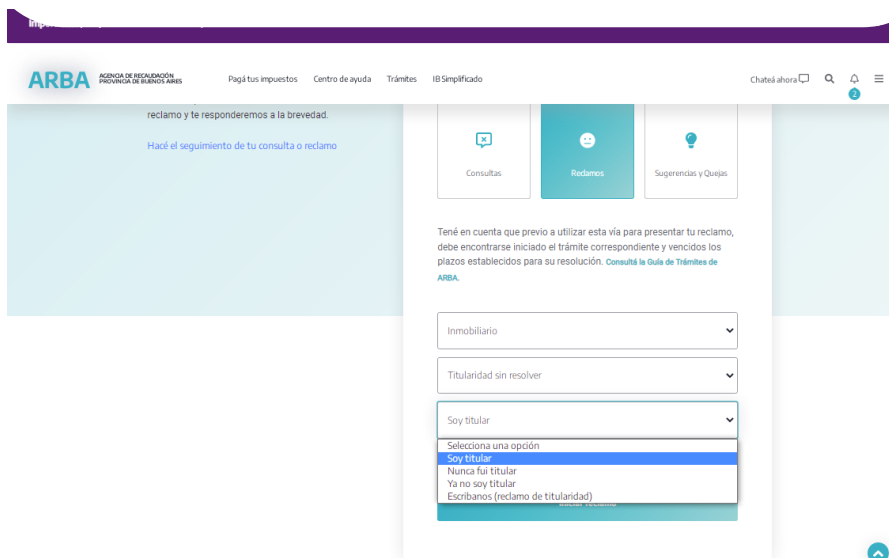 ARBA
AGENCIA DE RECAUDACIÓN
PROVINCIA DE BUENOS AIRES
Pagá tus impuestos
Centro de ayuda
Trámites
IB Simplificado
Chateá ahora
2
reclamo y te responderemos a la brevedad.
Hacé el seguimiento de tu consulta o reclamo
Consultas
Reclamos
Sugerencias y Quejas
Tené en cuenta que previo a utilizar esta vía para presentar tu reclamo,
debe encontrarse iniciado el trámite correspondiente y vencidos los
plazos establecidos para su resolución. Consultá la Guía de Trámites de
ARBA.
Inmobiliario
Titularidad sin resolver
Soy titular
Selecciona una opción
Soy titular
Nunca fui titular
Ya no soy titular
Escribanos (reclamo de titularidad)
Iniciar reclamo